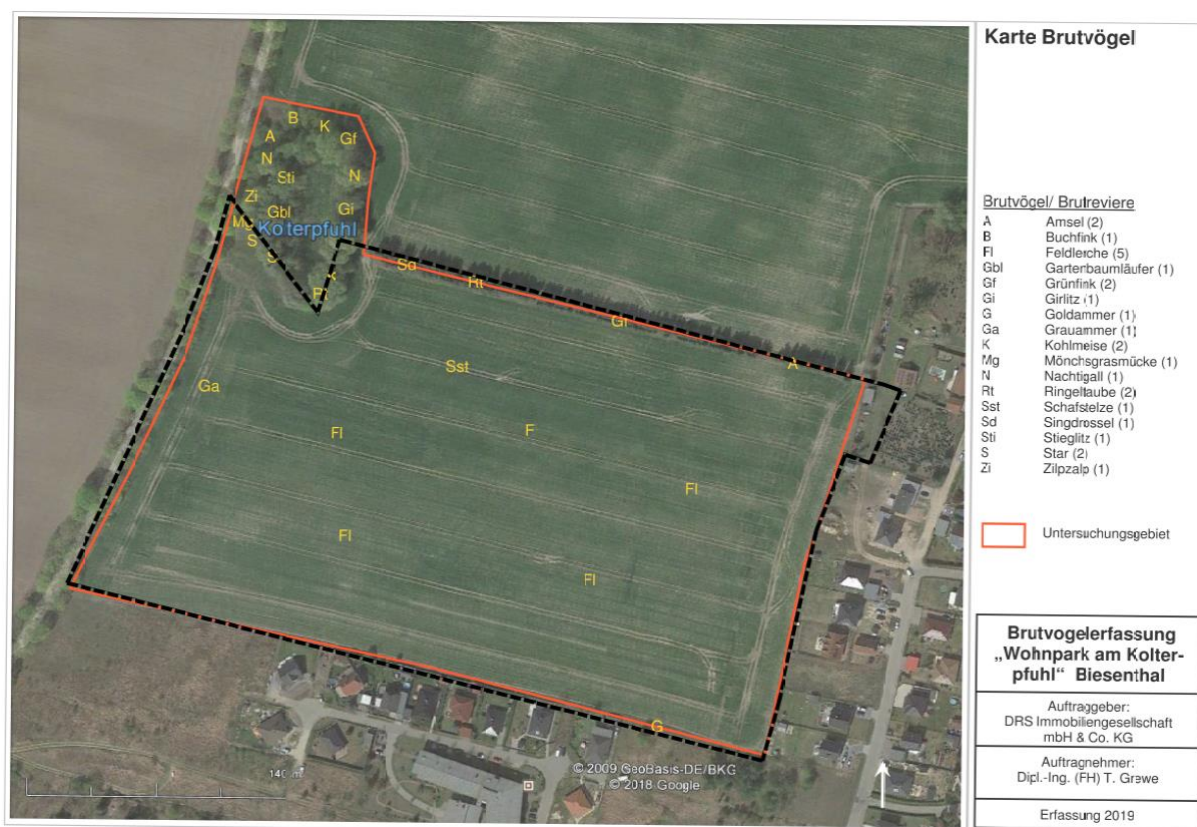 Karte Brutvögel
Brutvögel/ Brutreviere
A Amsel (2)
B Buchfink (1)
Fl Feldlerche (5)
Gbl Gartenbaumläufer (1)
Gf Grünfink (2)
Gi Girlitz (1)
G Goldammer (1)
Ga Grauammer (1)
K Kohlmeise (2)
Mg Mönchsgrasmücke (1)
N Nachtigall (1)
Rt Ringeltaube (2)
Sst Schafstelze (1)
Sd Singdrossel (1)
Sti Stieglitz (1)
S Star (2)
Zi Zilpzalp (1)
Untersuchungsgebiet
Brutvogelerfassung
„Wohnpark am Kolter-
pfuhl“ Biesenthal
Auftraggeber:
DRS Immobiliengesellschaft
mbH & Co. KG
Auftragnehmer:
Dipl.-Ing. (FH) T. Grewe
Erfassung 2019
B
K
A
Gf
N
Sti
N
Zi
Gbl
Gi
Mg
Kolterpfuhl
S
S
Sd
Rt
A
Sst
Ga
Fl
F
Fl
Fl
Fl
G
© 2009 GeoBasis-DE/BKG
© 2018 Google